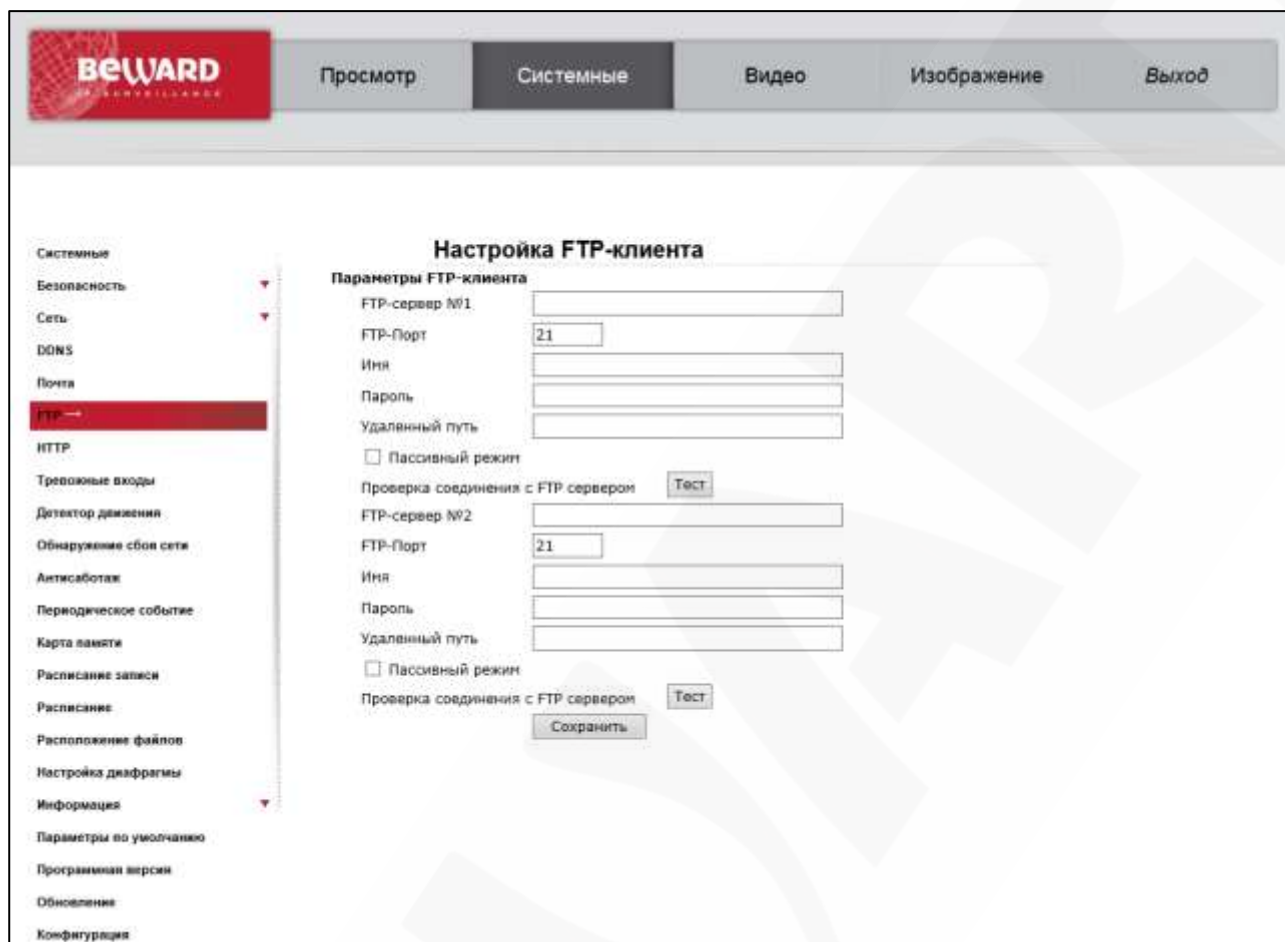 BEWARD
IP SURVEILLANCE
Просмотр
Системные
Видео
Изображение
Выход
Системные
Безопасность
Сеть
DDNS
Почта
FTP→
HTTP
Тревожные входы
Детектор движения
Обнаружение сбоя сети
Антисаботаж
Периодическое событие
Карта памяти
Расписание записи
Расписание
Расположение файлов
Настройка диафрагмы
Информация
Параметры по умолчанию
Программная версия
Обновление
Конфигурация
Настройка FTP-клиента
Параметры FTP-клиента
FTP-сервер №1
FTP-Порт 21
Имя
Пароль
Удаленный путь
Пассивный режим
Проверка соединения с FTP сервером Тест
FTP-сервер №2
FTP-Порт 21
Имя
Пароль
Удаленный путь
Пассивный режим
Проверка соединения с FTP сервером Тест
Сохранить